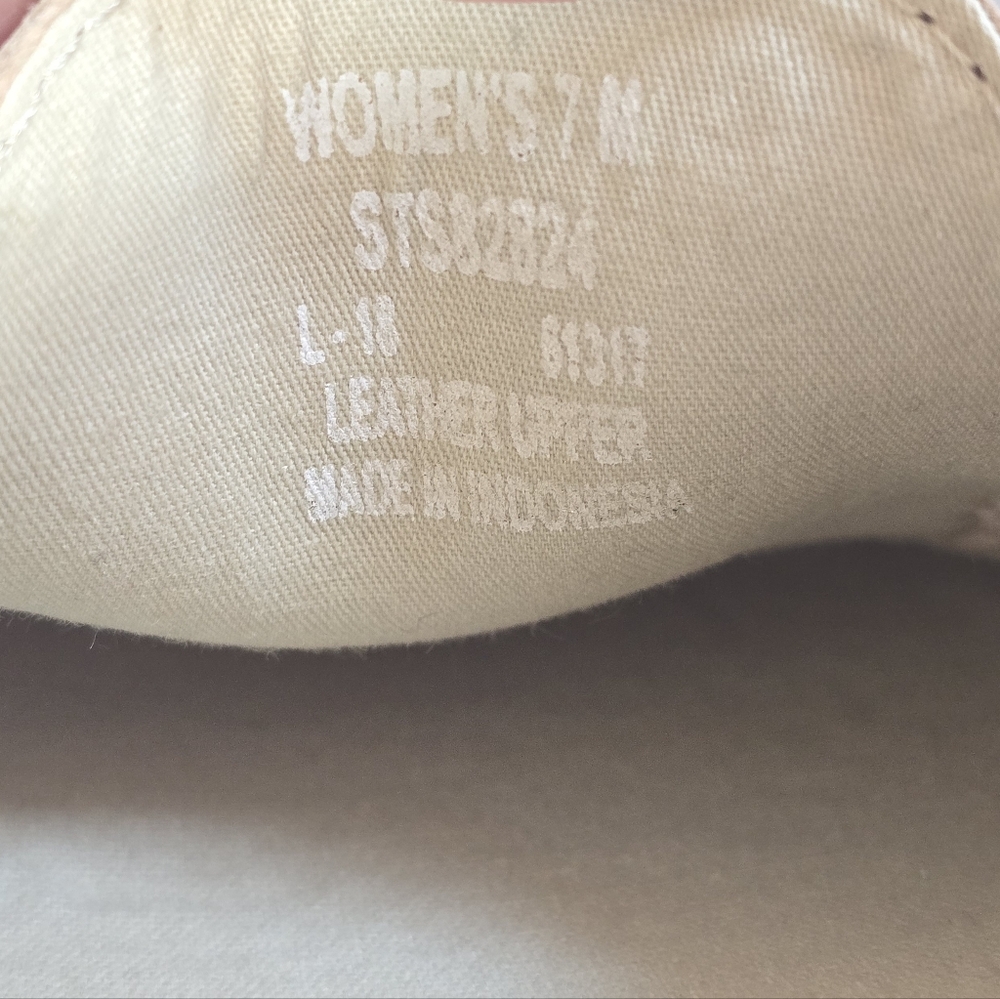 WOMEN'S 7 M
STS82824
L-18 61317
LEATHER UPPER
MADE IN INDONESIA